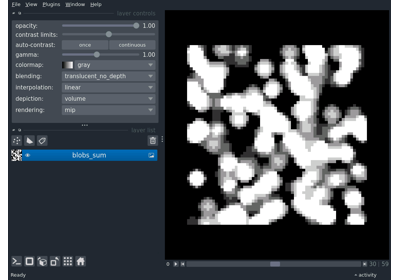 File View Plugins Window Help
layer controls
opacity: 1.00
contrast limits:
auto-contrast: once continuous
gamma: 1.00
colormap: gray
blending: translucent_no_depth
interpolation: linear
depiction: volume
rendering: mip
layer list
blobs_sum
30 59
Ready
activity